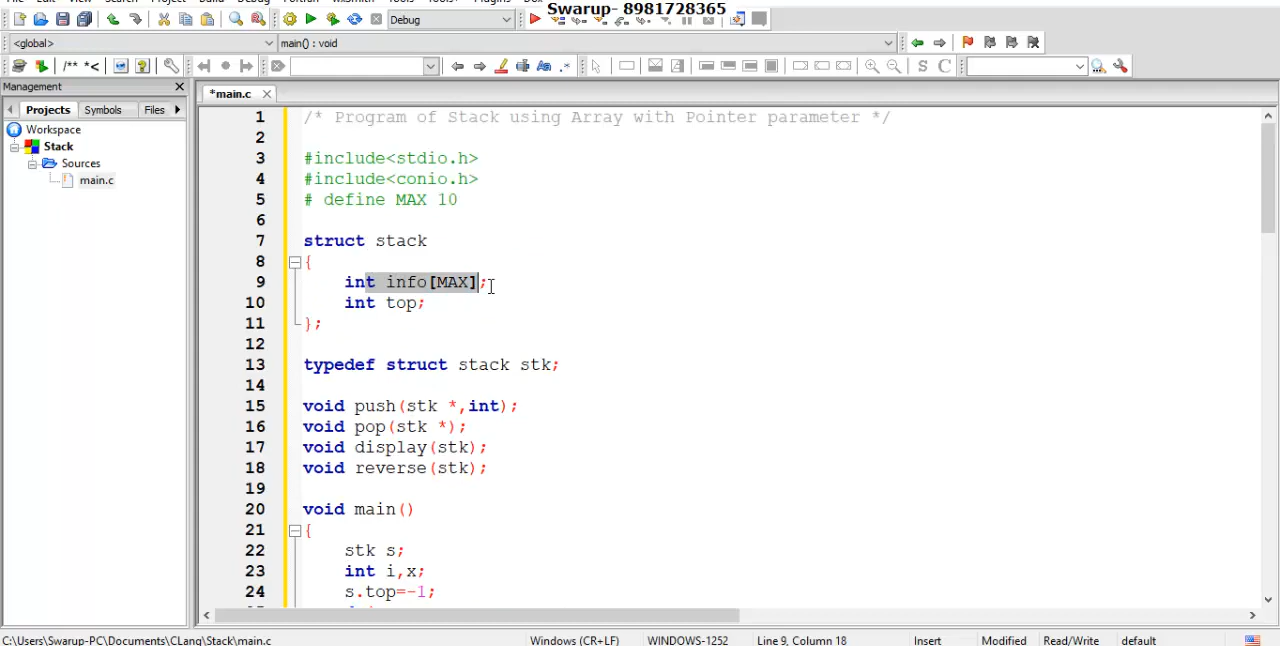 Swarup- 8981728365
Debug
<global>
main() : void
/** *<
.*
S C
Management
Projects Symbols Files
*main.c
Workspace
Stack
Sources
main.c
1 /* Program of Stack using Array with Pointer parameter */
2
3 #include<stdio.h>
4 #include<conio.h>
5 # define MAX 10
6
7 struct stack
8 {
9 int info[MAX];
10 int top;
11 };
12
13 typedef struct stack stk;
14
15 void push(stk *,int);
16 void pop(stk *);
17 void display(stk);
18 void reverse(stk);
19
20 void main()
21 {
22 stk s;
23 int i,x;
24 s.top=-1;
C:\Users\Swarup-PC\Documents\CLang\Stack\main.c Windows (CR+LF) WINDOWS-1252 Line 9, Column 18 Insert Modified Read/Write default